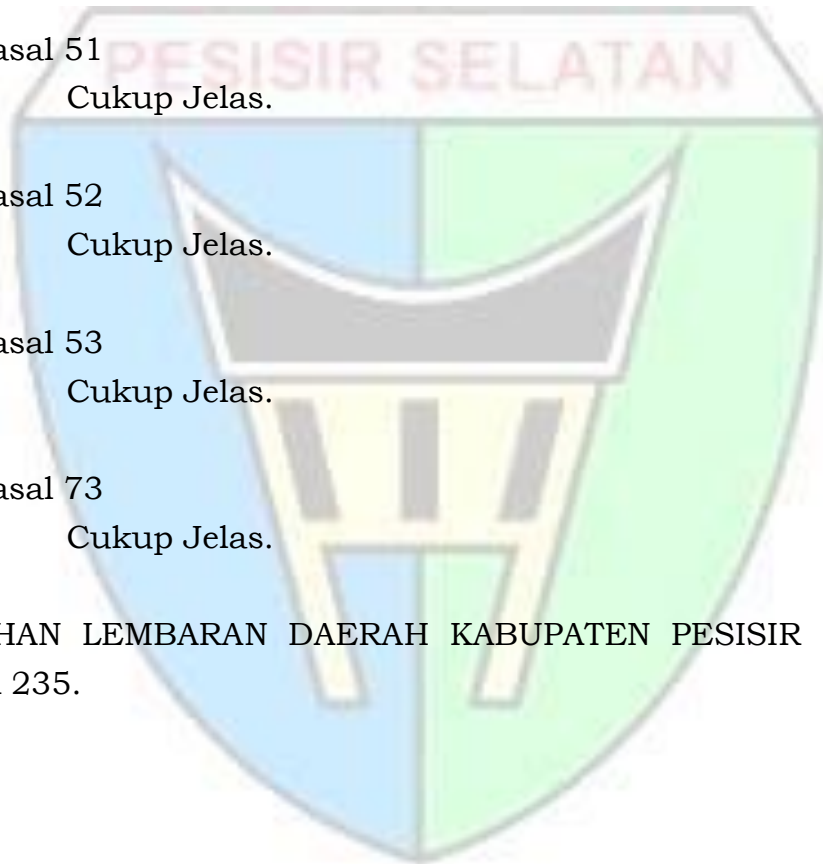 PESISIR SELATAN
asal 51
Cukup Jelas.
asal 52
Cukup Jelas.
asal 53
Cukup Jelas.
asal 73
Cukup Jelas.
HAN LEMBARAN DAERAH KABUPATEN PESISIR
235.